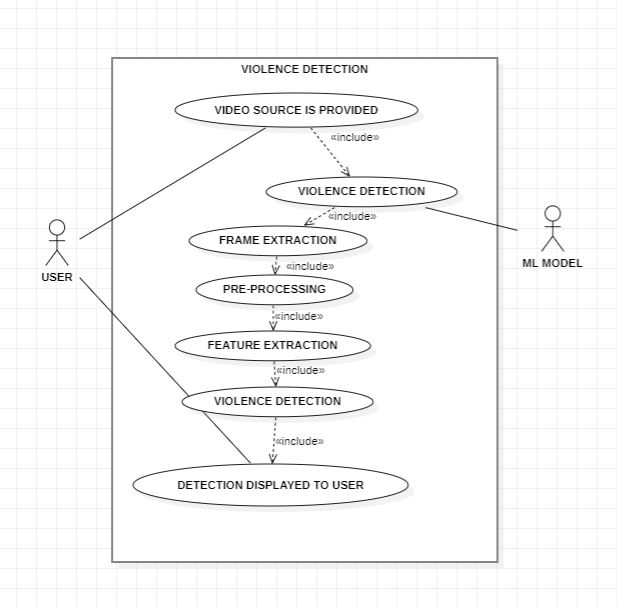 VIOLENCE DETECTION
VIDEO SOURCE IS PROVIDED
«include»
VIOLENCE DETECTION
«include»
FRAME EXTRACTION
«include»
USER
ML MODEL
PRE-PROCESSING
«include»
FEATURE EXTRACTION
«include»
VIOLENCE DETECTION
«include»
DETECTION DISPLAYED TO USER